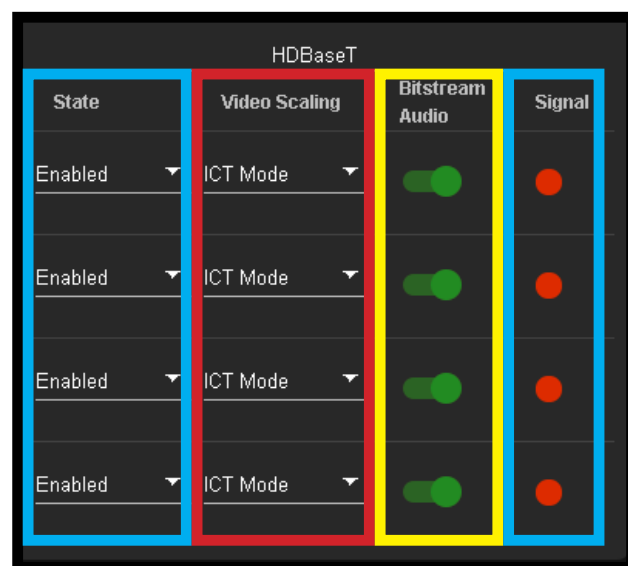 HDBaseT
State Video Scaling Bitstream Audio Signal
Enabled ICT Mode
Enabled ICT Mode
Enabled ICT Mode
Enabled ICT Mode